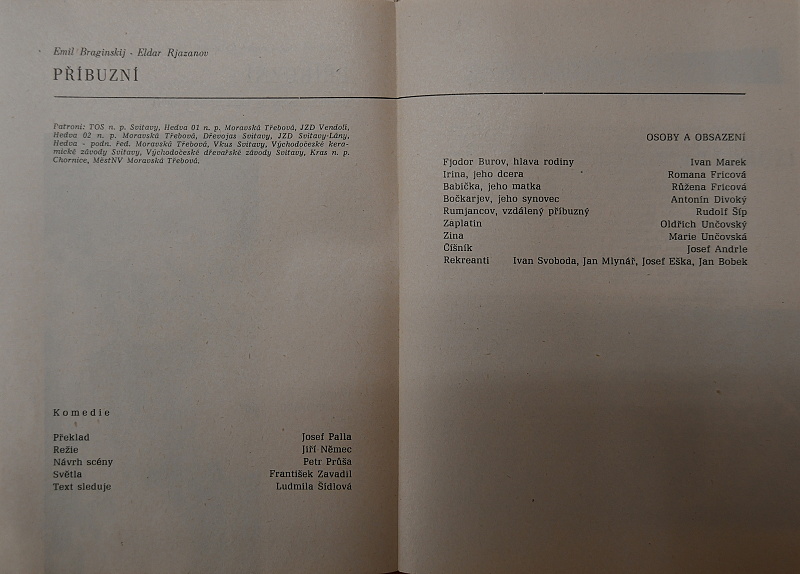 Emil Braginskij - Eldar Rjazanov
PŘÍBUZNÍ
Patroni: TOS n. p. Svitavy, Hedva 01 n. p. Moravská Třebová, JZD Vendolí,
Hedva 02 n. p. Moravská Třebová, Dřevojas Svitavy, JZD Svitavy-Lány,
Hedva - podn. řed. Moravská Třebová, Vkus Svitavy, Východočeské kera-
mické závody Svitavy, Východočeské dřevařské závody Svitavy, Kras n. p.
Chornice, MěstNV Moravská Třebová.
Komedie
Překlad Josef Palla
Režie Jiří Němec
Návrh scény Petr Průša
Světla František Zavadil
Text sleduje Ludmila Šídlová
OSOBY A OBSAZENÍ
Fjodor Burov, hlava rodiny Ivan Marek
Irina, jeho dcera Romana Fricová
Babička, jeho matka Růžena Fricová
Bočkarjev, jeho synovec Antonín Divoký
Rumjancov, vzdálený příbuzný Rudolf Šíp
Zaplatin Oldřich Unčovský
Zina Marie Unčovská
Číšník Josef Andrle
Rekreanti Ivan Svoboda, Jan Mlynář, Josef Eška, Jan Bobek